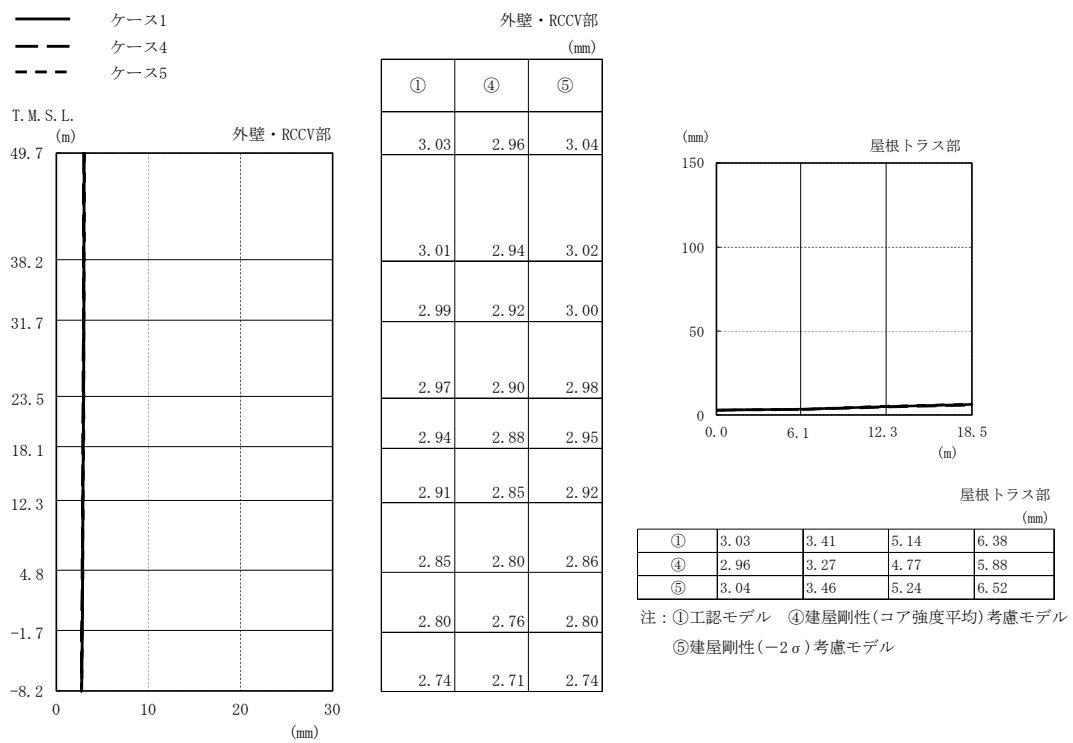 ケース1
ケース4
ケース5
T.M.S.L.
(m)
外壁・RCCV部
49.7
38.2
31.7
23.5
18.1
12.3
4.8
-1.7
-8.2
0 10 20 30
(mm)
外壁・RCCV部
(mm)
① ④ ⑤
3.03 2.96 3.04
3.01 2.94 3.02
2.99 2.92 3.00
2.97 2.90 2.98
2.94 2.88 2.95
2.91 2.85 2.92
2.85 2.80 2.86
2.80 2.76 2.80
2.74 2.71 2.74
(mm)
屋根トラス部
150
100
50
0
0.0 6.1 12.3 18.5
(m)
屋根トラス部
(mm)
① 3.03 3.41 5.14 6.38
④ 2.96 3.27 4.77 5.88
⑤ 3.04 3.46 5.24 6.52
注：①工認モデル ④建屋剛性(コア強度平均)考慮モデル
⑤建屋剛性(－2σ)考慮モデル